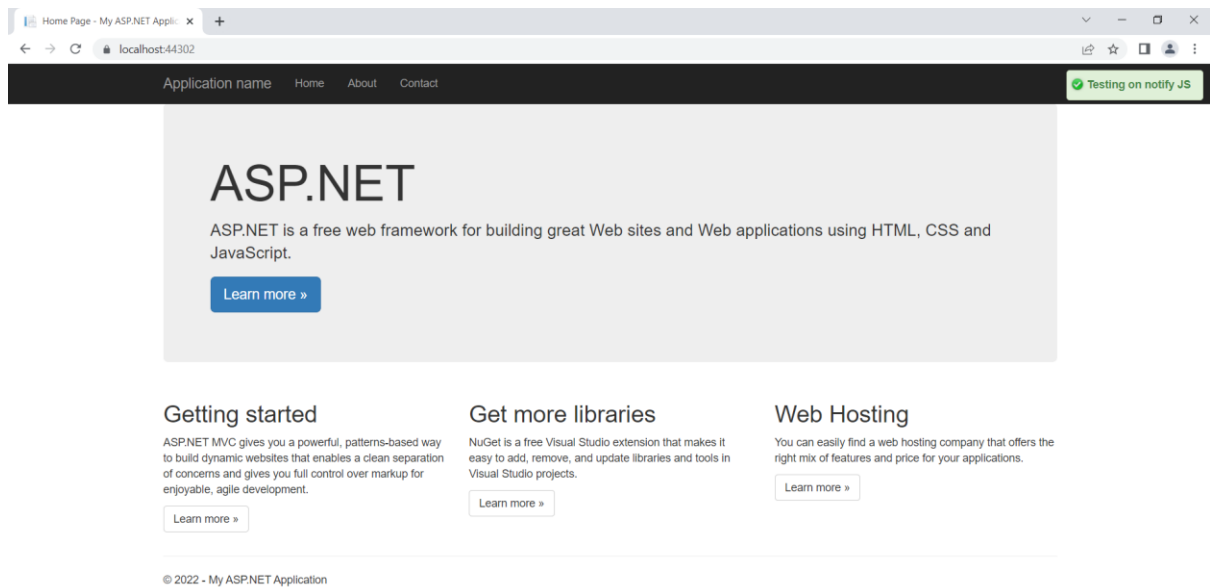 Home Page - My ASP.NET Applic
localhost:44302
Application name Home About Contact
Testing on notify JS
ASP.NET
ASP.NET is a free web framework for building great Web sites and Web applications using HTML, CSS and
JavaScript.
Learn more »
Getting started
ASP.NET MVC gives you a powerful, patterns-based way
to build dynamic websites that enables a clean separation
of concerns and gives you full control over markup for
enjoyable, agile development.
Learn more »
Get more libraries
NuGet is a free Visual Studio extension that makes it
easy to add, remove, and update libraries and tools in
Visual Studio projects.
Learn more »
Web Hosting
You can easily find a web hosting company that offers the
right mix of features and price for your applications.
Learn more »
© 2022 - My ASP.NET Application